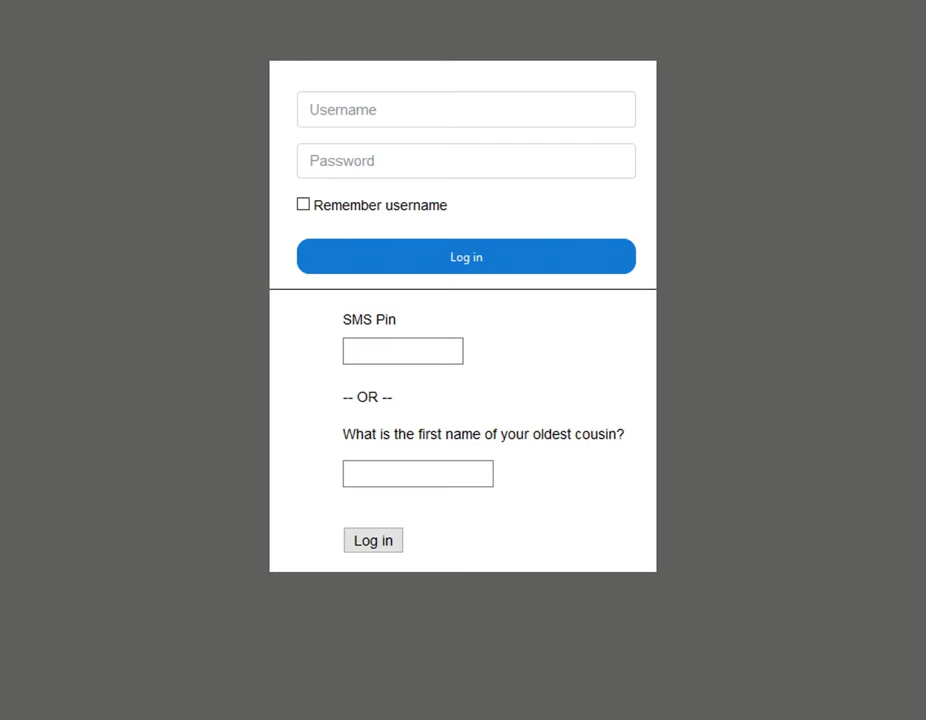 Username
Password
Remember username
Log in
SMS Pin
-- OR --
What is the first name of your oldest cousin?
Log in